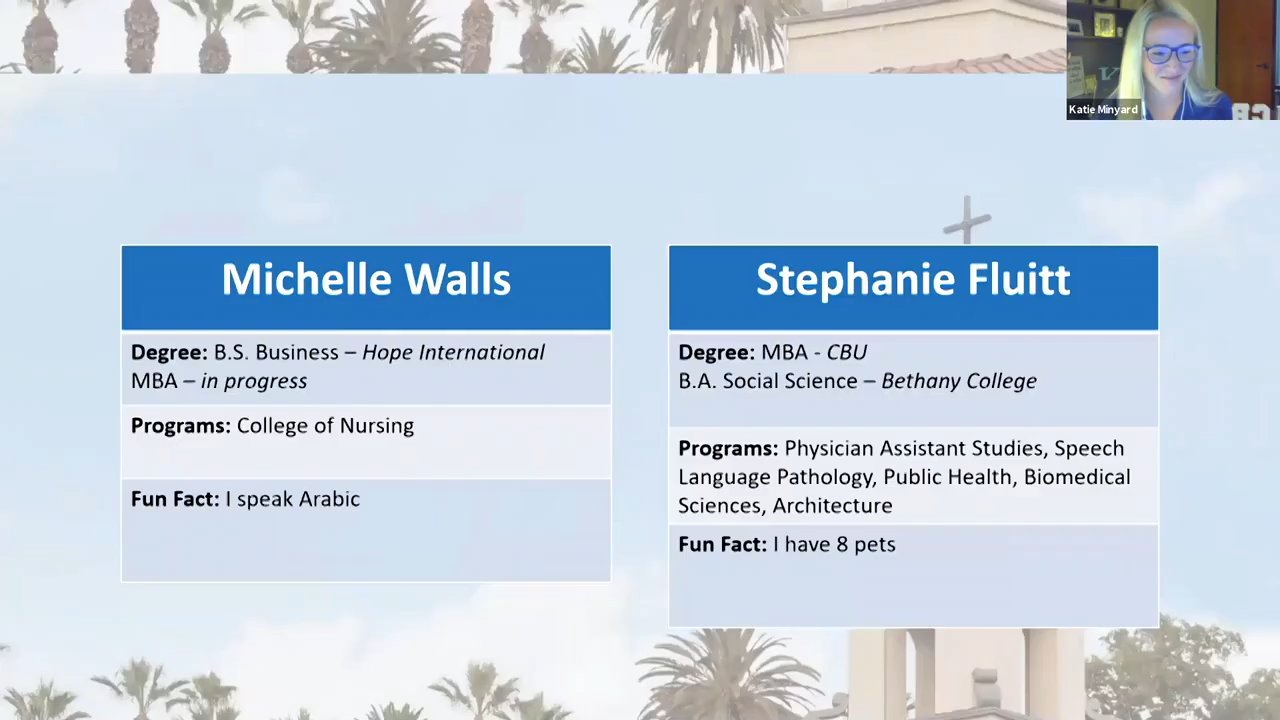 Katie Minyard
Michelle Walls
Degree: B.S. Business – Hope International
MBA – in progress
Programs: College of Nursing
Fun Fact: I speak Arabic
Stephanie Fluitt
Degree: MBA - CBU
B.A. Social Science – Bethany College
Programs: Physician Assistant Studies, Speech
Language Pathology, Public Health, Biomedical
Sciences, Architecture
Fun Fact: I have 8 pets